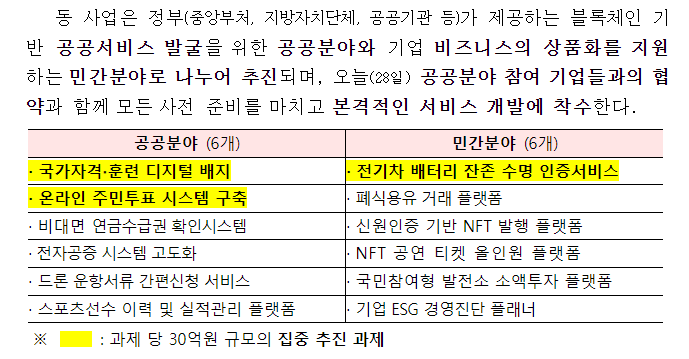 동 사업은 정부(중앙부처, 지방자치단체, 공공기관 등)가 제공하는 블록체인 기
반 공공서비스 발굴을 위한 공공분야와 기업 비즈니스의 상품화를 지원
하는 민간분야로 나누어 추진되며, 오늘(28일) 공공분야 참여 기업들과의 협
약과 함께 모든 사전 준비를 마치고 본격적인 서비스 개발에 착수한다.
공공분야 (6개) 민간분야 (6개)
· 국가자격·훈련 디지털 배지 · 전기차 배터리 잔존 수명 인증서비스
· 온라인 주민투표 시스템 구축 · 폐식용유 거래 플랫폼
· 비대면 연금수급권 확인시스템 · 신원인증 기반 NFT 발행 플랫폼
· 전자공증 시스템 고도화 · NFT 공연 티켓 올인원 플랫폼
· 드론 운항서류 간편신청 서비스 · 국민참여형 발전소 소액투자 플랫폼
· 스포츠선수 이력 및 실적관리 플랫폼 · 기업 ESG 경영진단 플래너
※ : 과제 당 30억원 규모의 집중 추진 과제